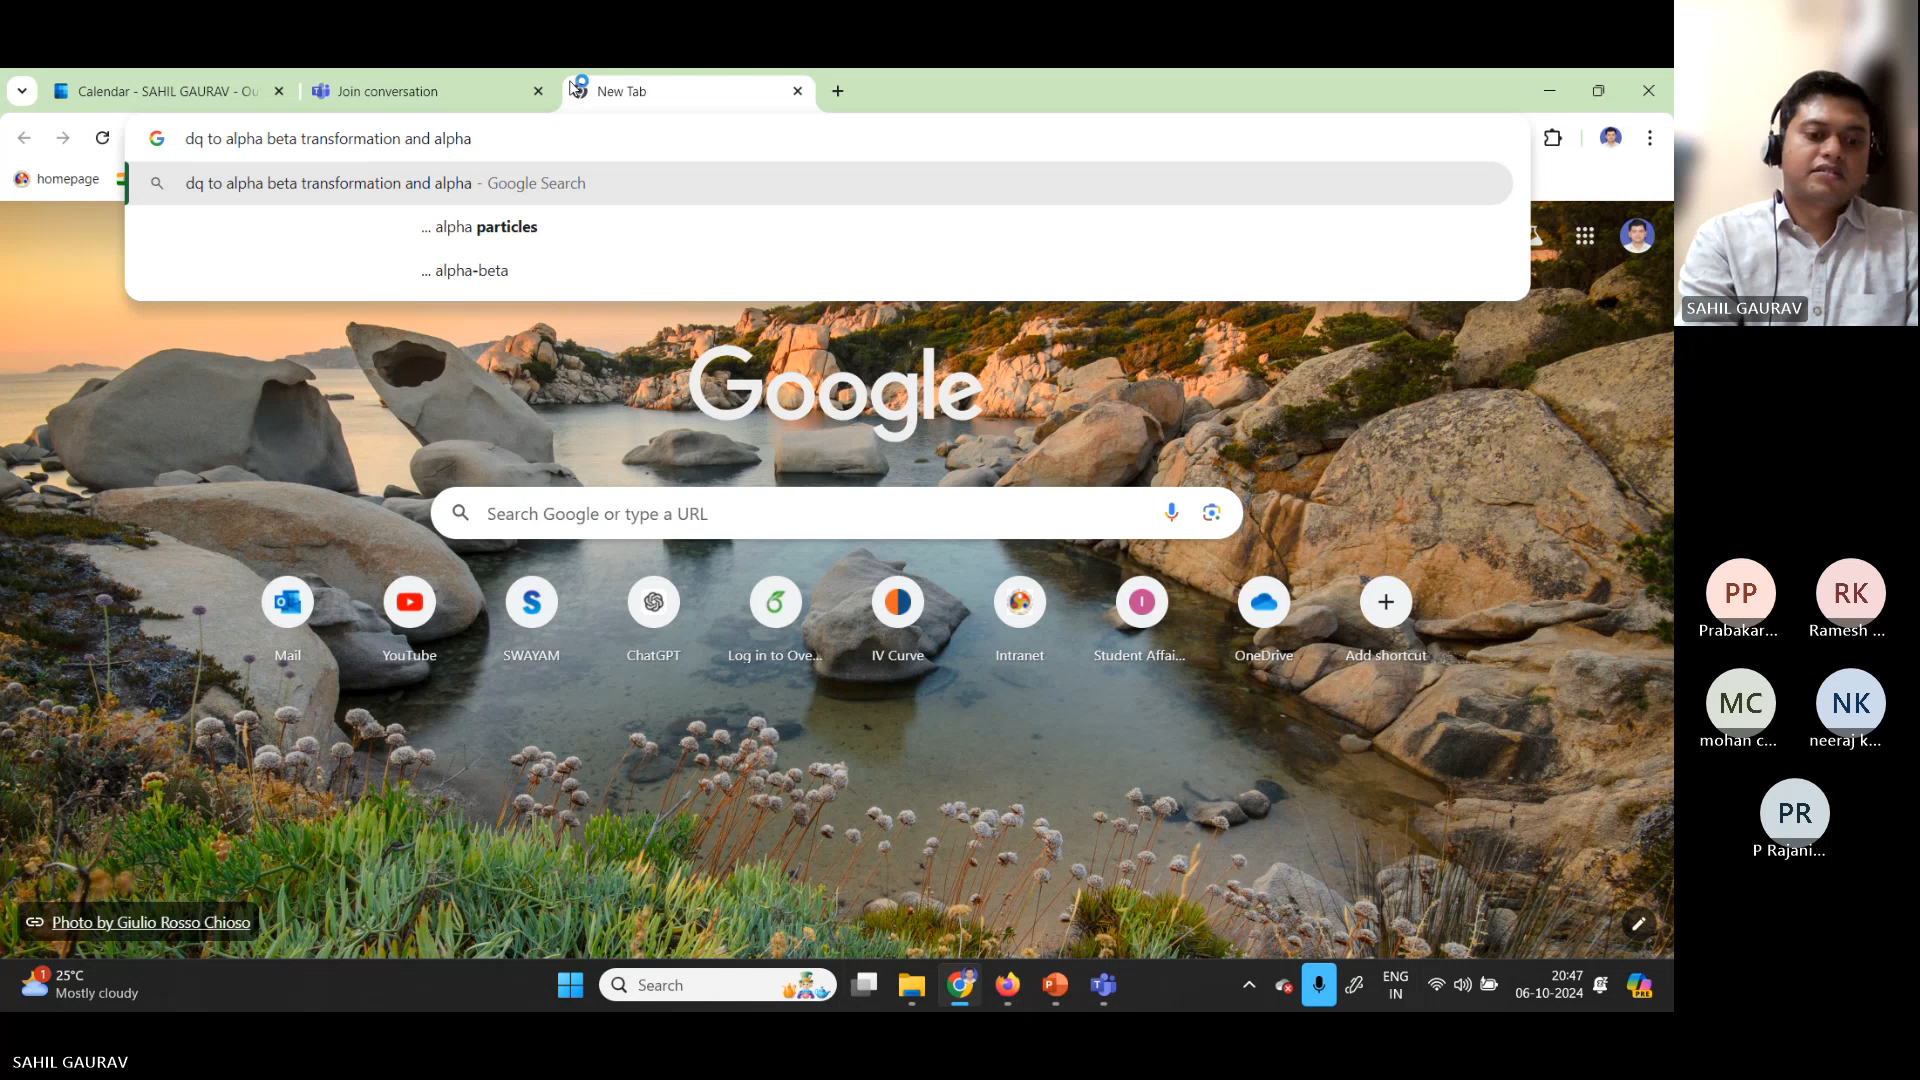 Calendar - SAHIL GAURAV - Ou
Join conversation
New Tab
dq to alpha beta transformation and alpha
homepage
dq to alpha beta transformation and alpha - Google Search
... alpha particles
... alpha-beta
SAHIL GAURAV
Google
Search Google or type a URL
Mail
YouTube
SWAYAM
ChatGPT
Log in to Ove...
IV Curve
Intranet
Student Affai...
OneDrive
Add shortcut
PP
RK
Prabakar...
Ramesh ...
MC
NK
mohan c...
neeraj k...
PR
P Rajani...
Photo by Giulio Rosso Chioso
1
25°C
Mostly cloudy
Search
ENG
IN
20:47
06-10-2024
SAHIL GAURAV